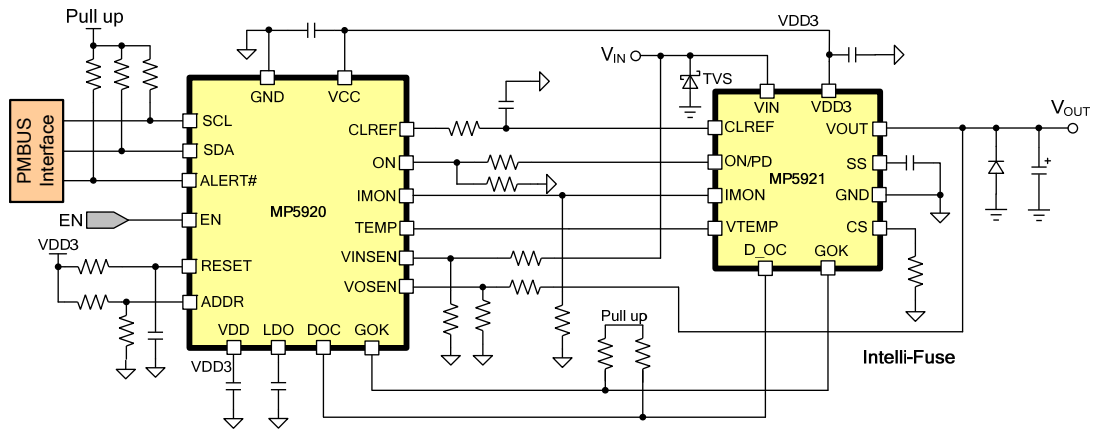 Pull up
VDD3
VIN
TVS
GND
VCC
VIN
VDD3
VOUT
PMBUS
Interface
SCL
CLREF
CLREF
VOUT
SDA
ON
ON/PD
SS
ALERT#
IMON
MP5920
IMON
MP5921
GND
EN
EN
TEMP
VTEMP
CS
VDD3
RESET
VINSEN
D_OC
GOK
ADDR
VOSEN
VDD
LDO
DOC
GOK
Pull up
VDD3
Intelli-Fuse